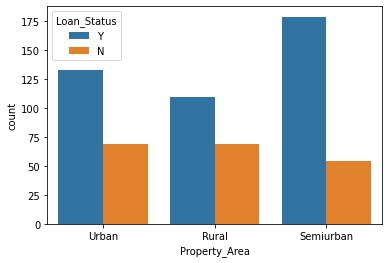 Loan_Status
Y
N
175
150
125
100
75
50
25
0
count
Urban
Rural
Semiurban
Property_Area